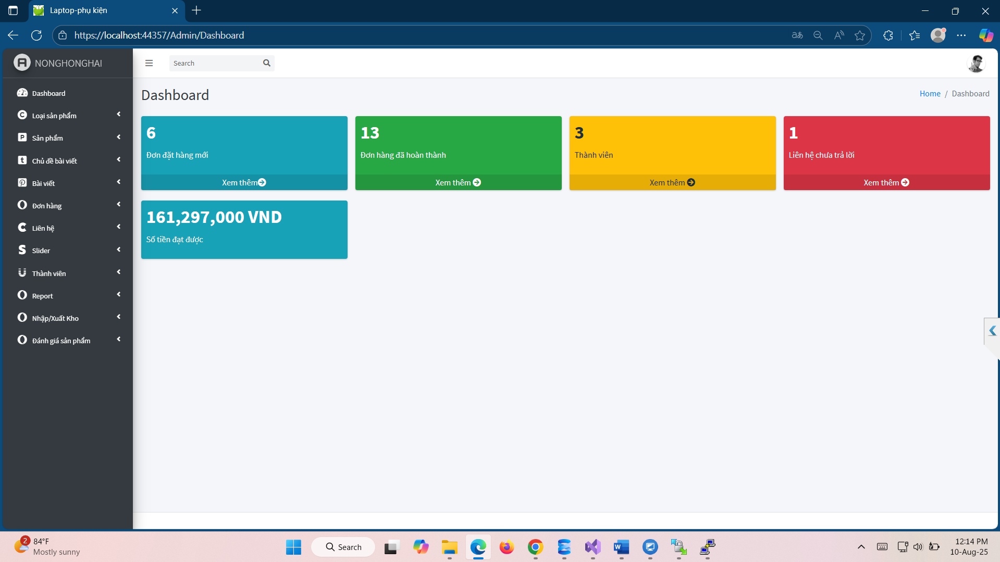 Laptop-phụ kiện
https://localhost:44357/Admin/Dashboard
NONGHONGHAI
Search
Dashboard
Loại sản phẩm
Sản phẩm
Chủ đề bài viết
Bài viết
Đơn hàng
Liên hệ
Slider
Thành viên
Report
Nhập/Xuất Kho
Đánh giá sản phẩm
Dashboard
Home / Dashboard
6
Đơn đặt hàng mới
Xem thêm
13
Đơn hàng đã hoàn thành
Xem thêm
3
Thành viên
Xem thêm
1
Liên hệ chưa trả lời
Xem thêm
161,297,000 VND
Số tiền đạt được
2
84°F
Mostly sunny
Search
12:14 PM
10-Aug-25